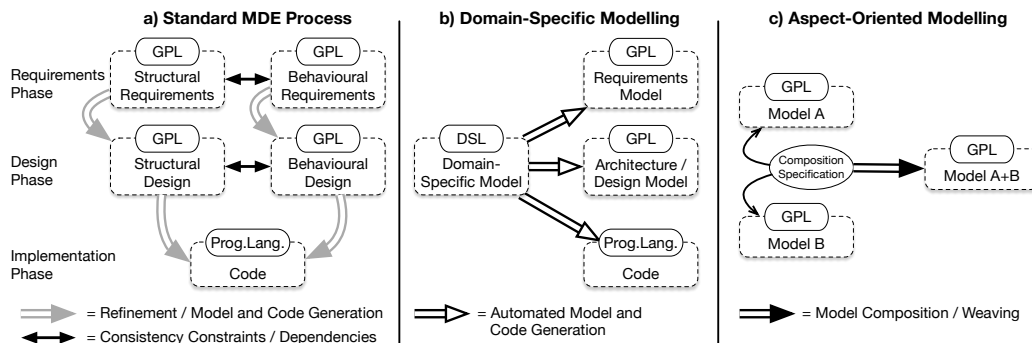 a) Standard MDE Process
Requirements
Phase
GPL
Structural
Requirements
GPL
Behavioural
Requirements
Design
Phase
GPL
Structural
Design
GPL
Behavioural
Design
Implementation
Phase
Prog.Lang.
Code
= Refinement / Model and Code Generation
= Consistency Constraints / Dependencies
b) Domain-Specific Modelling
GPL
Requirements
Model
DSL
Domain-
Specific Model
GPL
Architecture /
Design Model
Prog.Lang.
Code
= Automated Model and
Code Generation
c) Aspect-Oriented Modelling
GPL
Model A
Composition
Specification
GPL
Model A+B
GPL
Model B
= Model Composition / Weaving